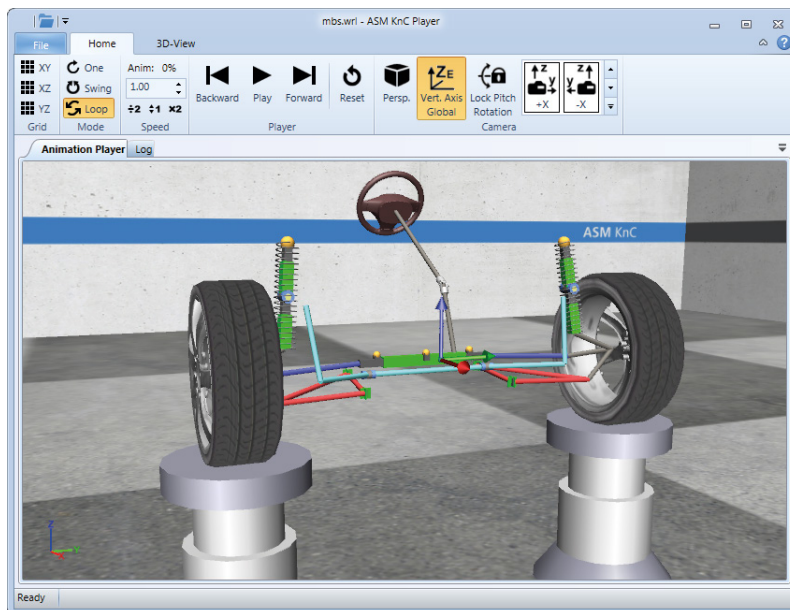 mbs.wrl - ASM KnC Player
File Home 3D-View
XY One Anim: 0%
XZ Swing 1.00
YZ Loop ÷2 ÷1 ×2
Backward Play Forward Reset Persp. Vert. Axis Global Lock Pitch Rotation +X -X
ZE
z y z y
Grid Mode Speed Player Camera
Animation Player Log
ASM KnC
Z
Y
Ready